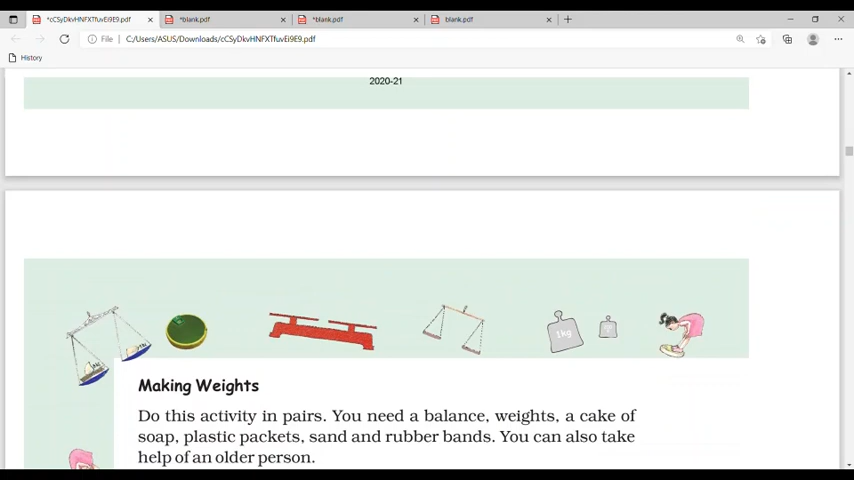 *cCSyDkvHNFXTfuvEi9E9.pdf
*blank.pdf
*blank.pdf
blank.pdf
File
C:/Users/ASUS/Downloads/cCSyDkvHNFXTfuvEi9E9.pdf
History
2020-21
1kg
Making Weights
Do this activity in pairs. You need a balance, weights, a cake of
soap, plastic packets, sand and rubber bands. You can also take
help of an older person.